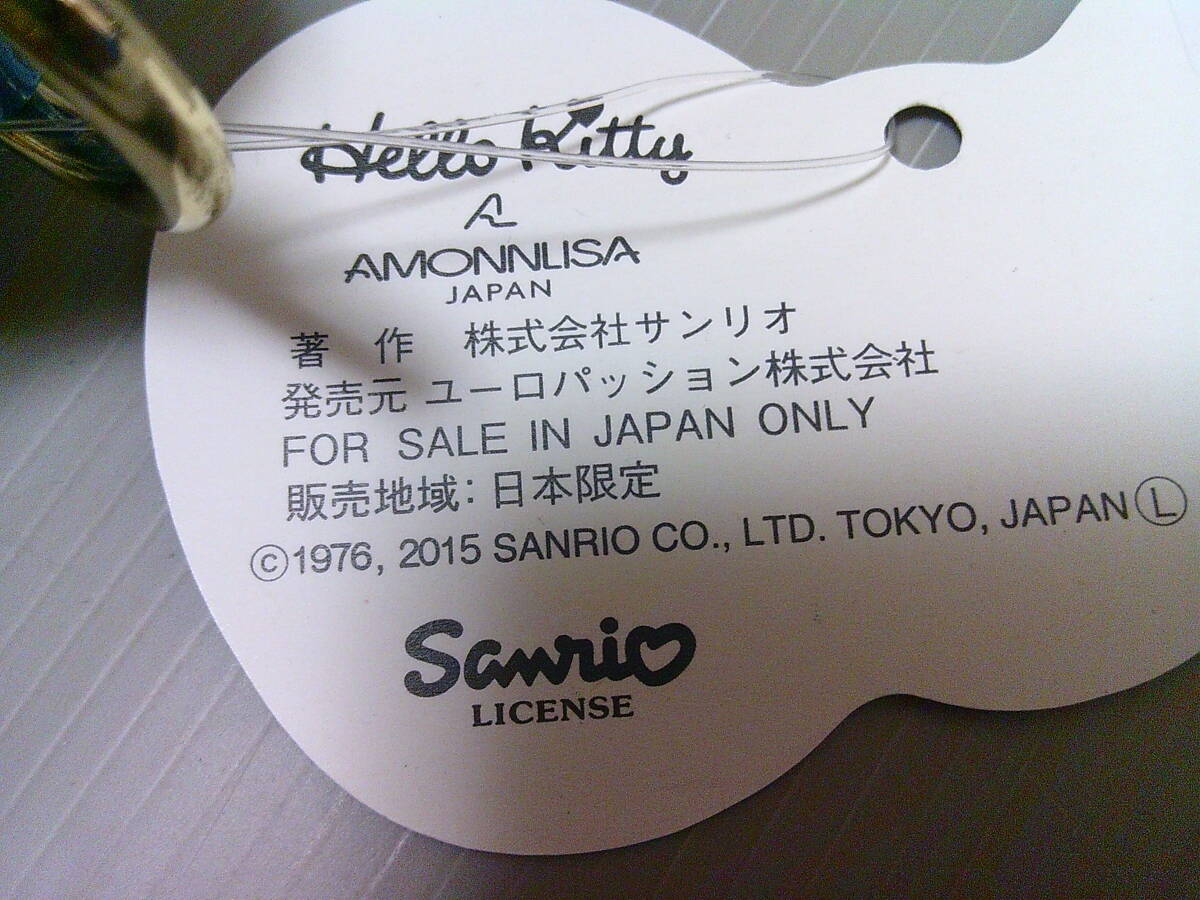 Hello Kitty
AMONNLISA
JAPAN
著 作 株式会社サンリオ
発売元 ユーロパッション株式会社
FOR SALE IN JAPAN ONLY
販売地域：日本限定
©1976, 2015 SANRIO CO., LTD. TOKYO, JAPAN Ⓛ
Sanrio
LICENSE